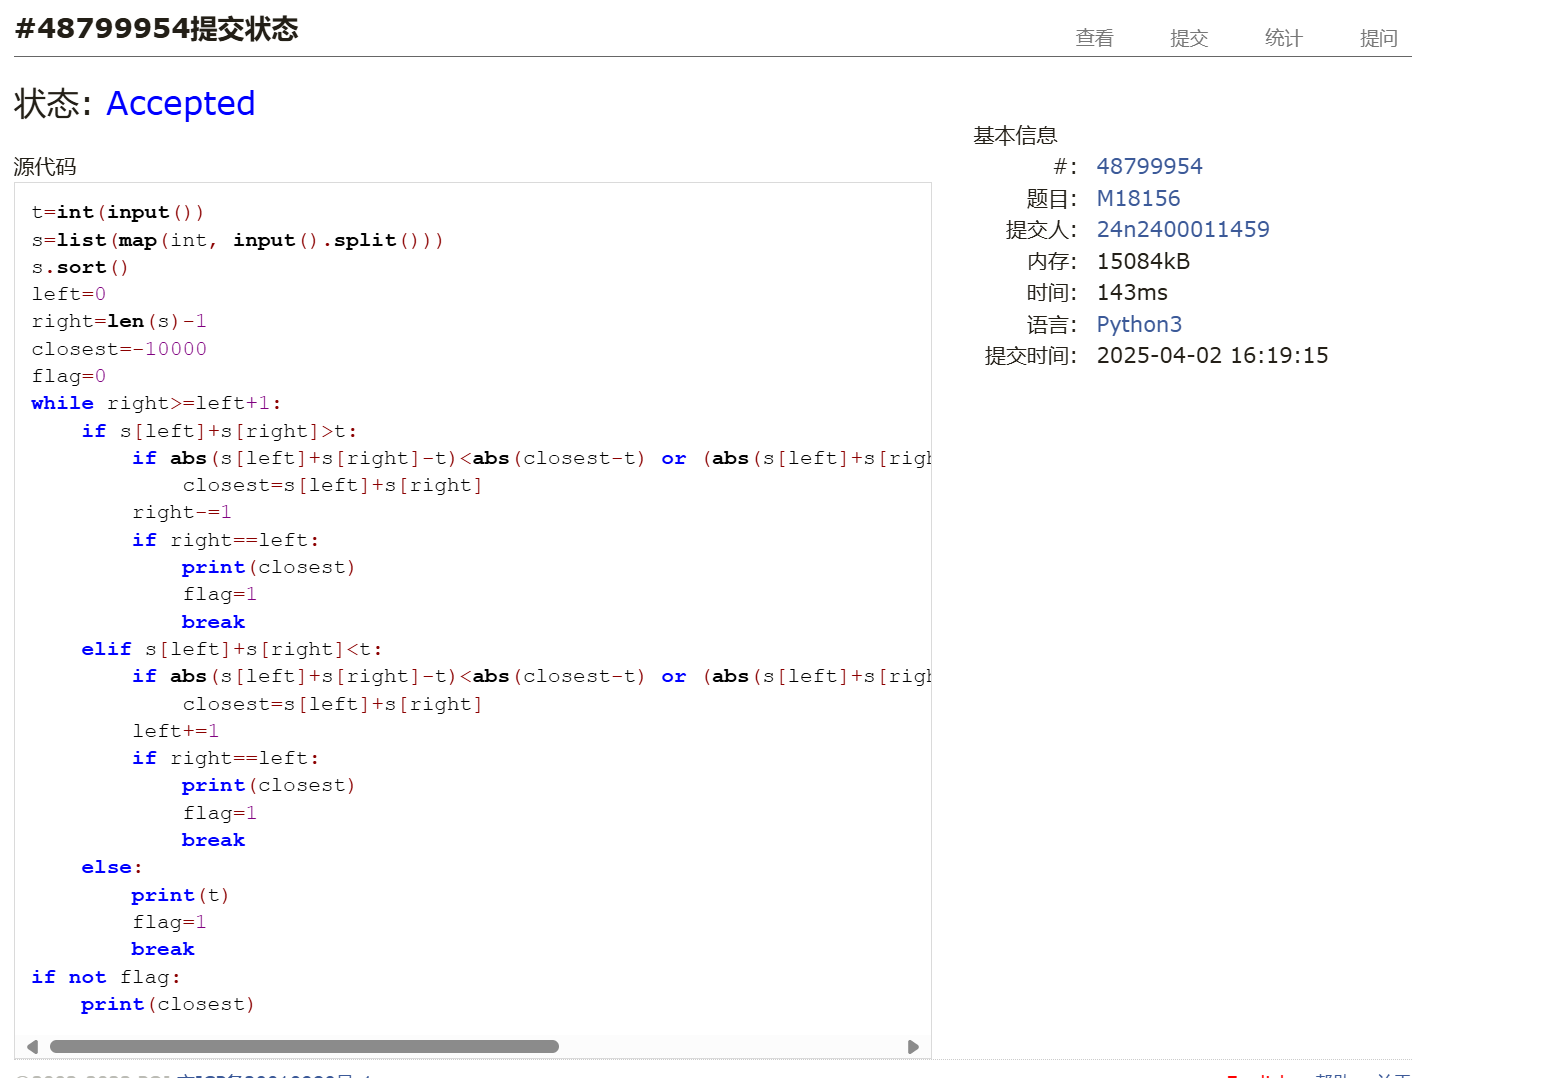 #48799954提交状态
查看 提交 统计 提问
状态: Accepted
源代码
t=int(input())
s=list(map(int, input().split()))
s.sort()
left=0
right=len(s)-1
closest=-10000
flag=0
while right>=left+1:
    if s[left]+s[right]>t:
        if abs(s[left]+s[right]-t)<abs(closest-t) or (abs(s[left]+s[righ
            closest=s[left]+s[right]
        right-=1
        if right==left:
            print(closest)
            flag=1
            break
    elif s[left]+s[right]<t:
        if abs(s[left]+s[right]-t)<abs(closest-t) or (abs(s[left]+s[righ
            closest=s[left]+s[right]
        left+=1
        if right==left:
            print(closest)
            flag=1
            break
    else:
        print(t)
        flag=1
        break
if not flag:
    print(closest)
基本信息
#: 48799954
题目: M18156
提交人: 24n2400011459
内存: 15084kB
时间: 143ms
语言: Python3
提交时间: 2025-04-02 16:19:15